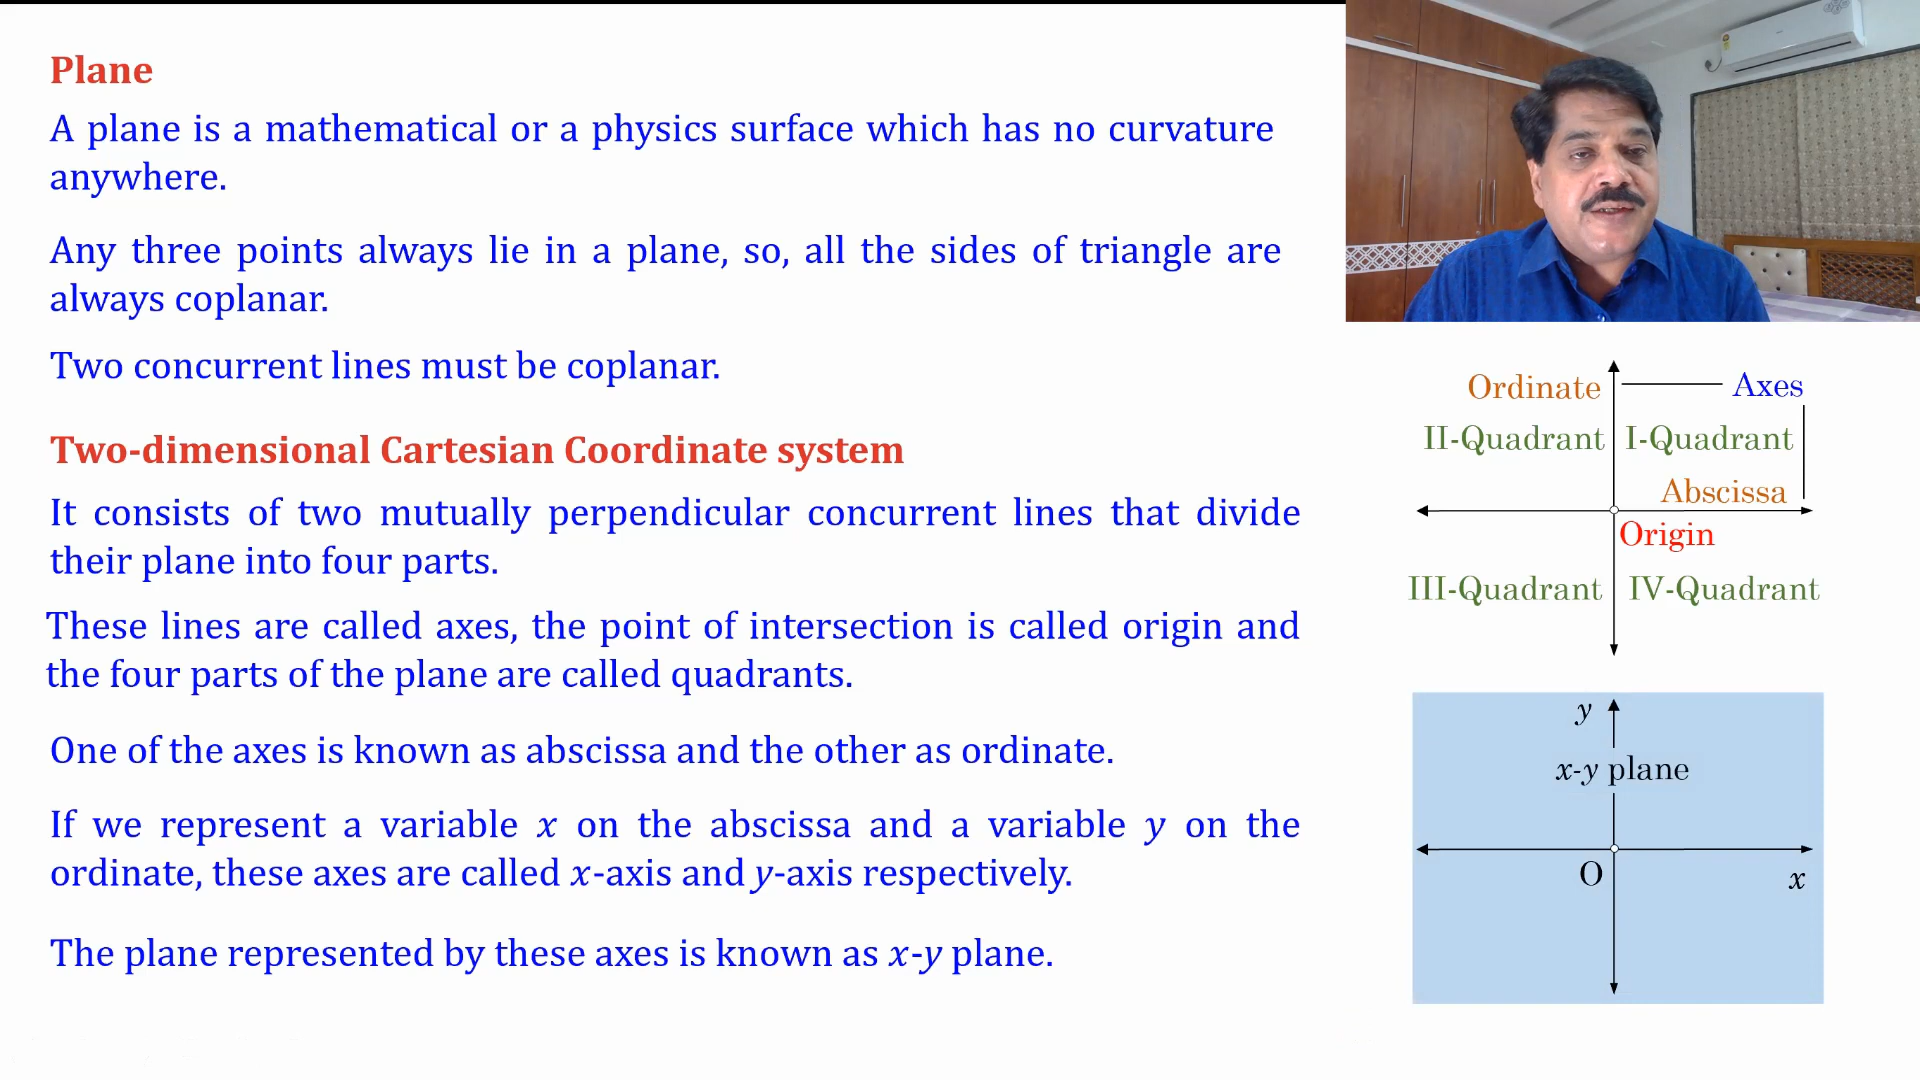 Plane
A plane is a mathematical or a physics surface which has no curvature
anywhere.
Any three points always lie in a plane, so, all the sides of triangle are
always coplanar.
Two concurrent lines must be coplanar.
Two-dimensional Cartesian Coordinate system
It consists of two mutually perpendicular concurrent lines that divide
their plane into four parts.
These lines are called axes, the point of intersection is called origin and
the four parts of the plane are called quadrants.
One of the axes is known as abscissa and the other as ordinate.
If we represent a variable x on the abscissa and a variable y on the
ordinate, these axes are called x-axis and y-axis respectively.
The plane represented by these axes is known as x-y plane.
Ordinate Axes
II-Quadrant I-Quadrant
Abscissa
Origin
III-Quadrant IV-Quadrant
y
x-y plane
O x